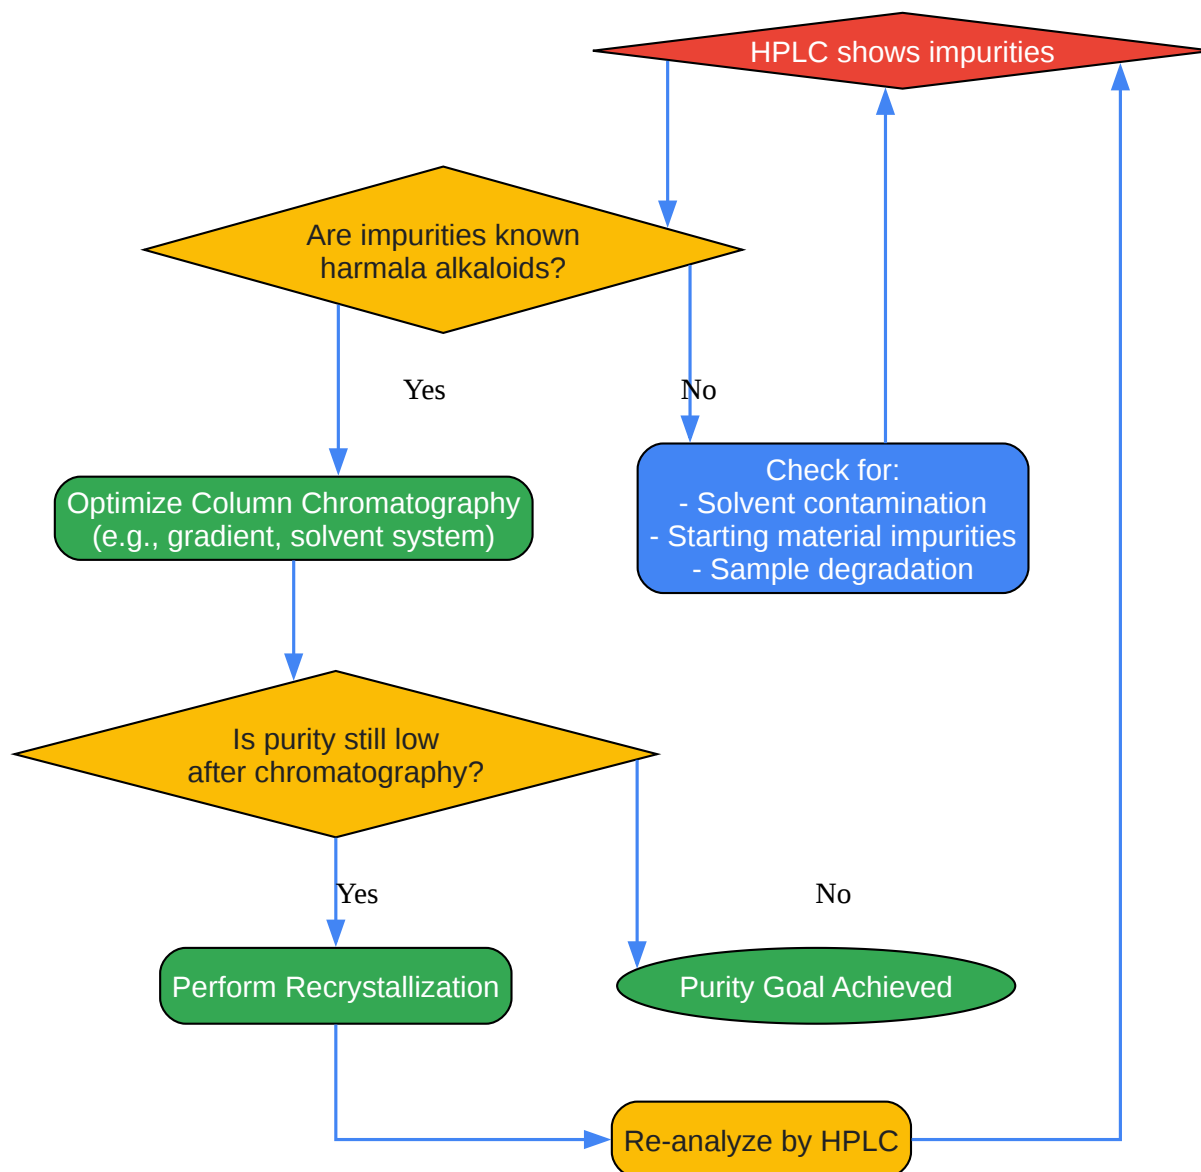 HPLC shows impurities
Are impurities known
harmala alkaloids?
Yes
No
Optimize Column Chromatography
(e.g., gradient, solvent system)
Check for:
- Solvent contamination
- Starting material impurities
- Sample degradation
Is purity still low
after chromatography?
Yes
No
Perform Recrystallization
Purity Goal Achieved
Re-analyze by HPLC